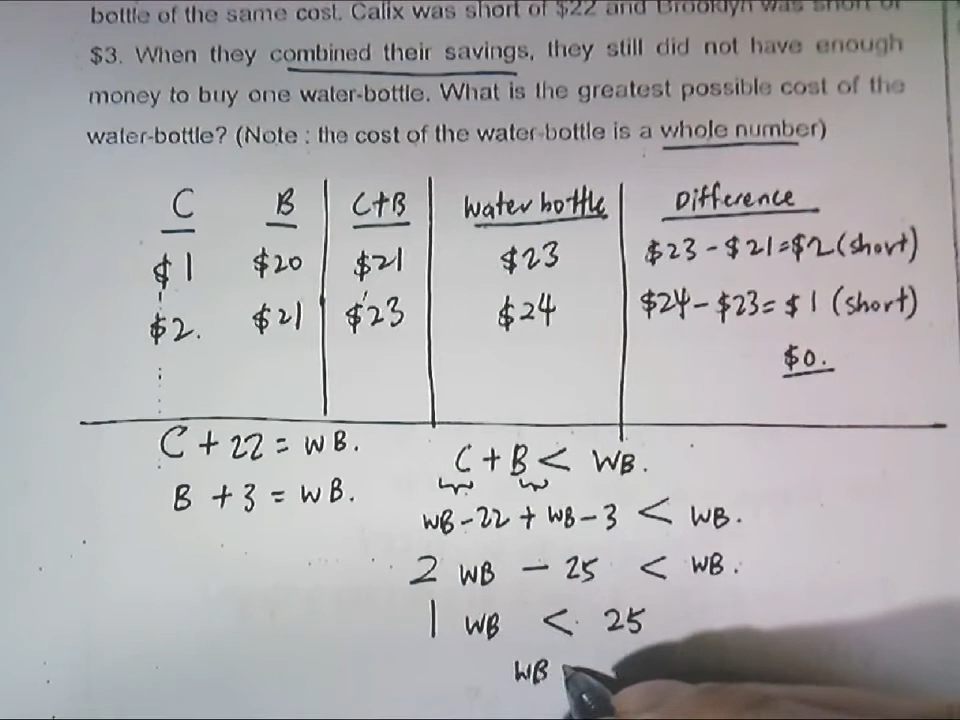 bottle of the same cost. Calix was short of $22 and Brooklyn was short of
$3. When they combined their savings, they still did not have enough
money to buy one water-bottle. What is the greatest possible cost of the
water-bottle? (Note : the cost of the water-bottle is a whole number)
C B C+B Water bottle Difference
$1 $20 $21 $23 $23 - $21 = $2 (short)
$2. $21 $23 $24 $24 - $23 = $1 (short)
$0.
C + 22 = WB.
B + 3 = WB.
C + B < WB.
WB - 22 + WB - 3 < WB.
2 WB - 25 < WB.
1 WB < 25
WB